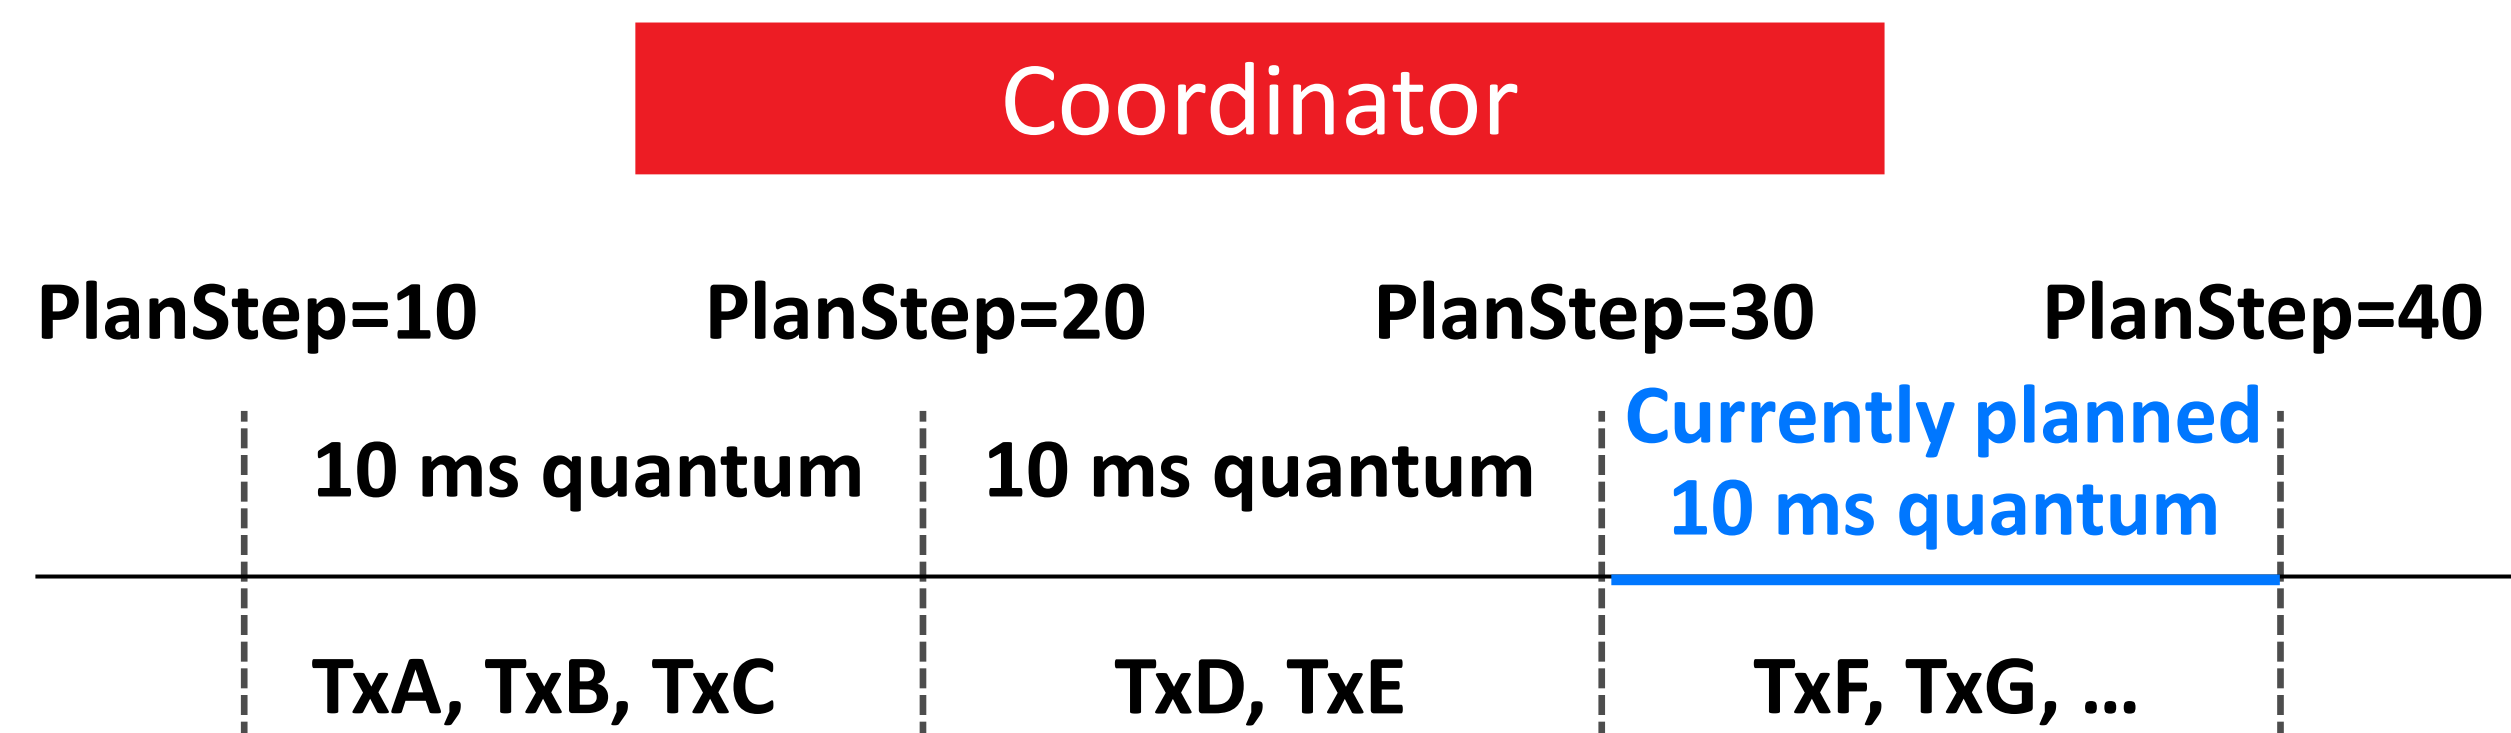 Coordinator
PlanStep=10 PlanStep=20 PlanStep=30 PlanStep=40
10 ms quantum 10 ms quantum Currently planned
10 ms quantum
TxA, TxB, TxC TxD, TxE TxF, TxG, ...